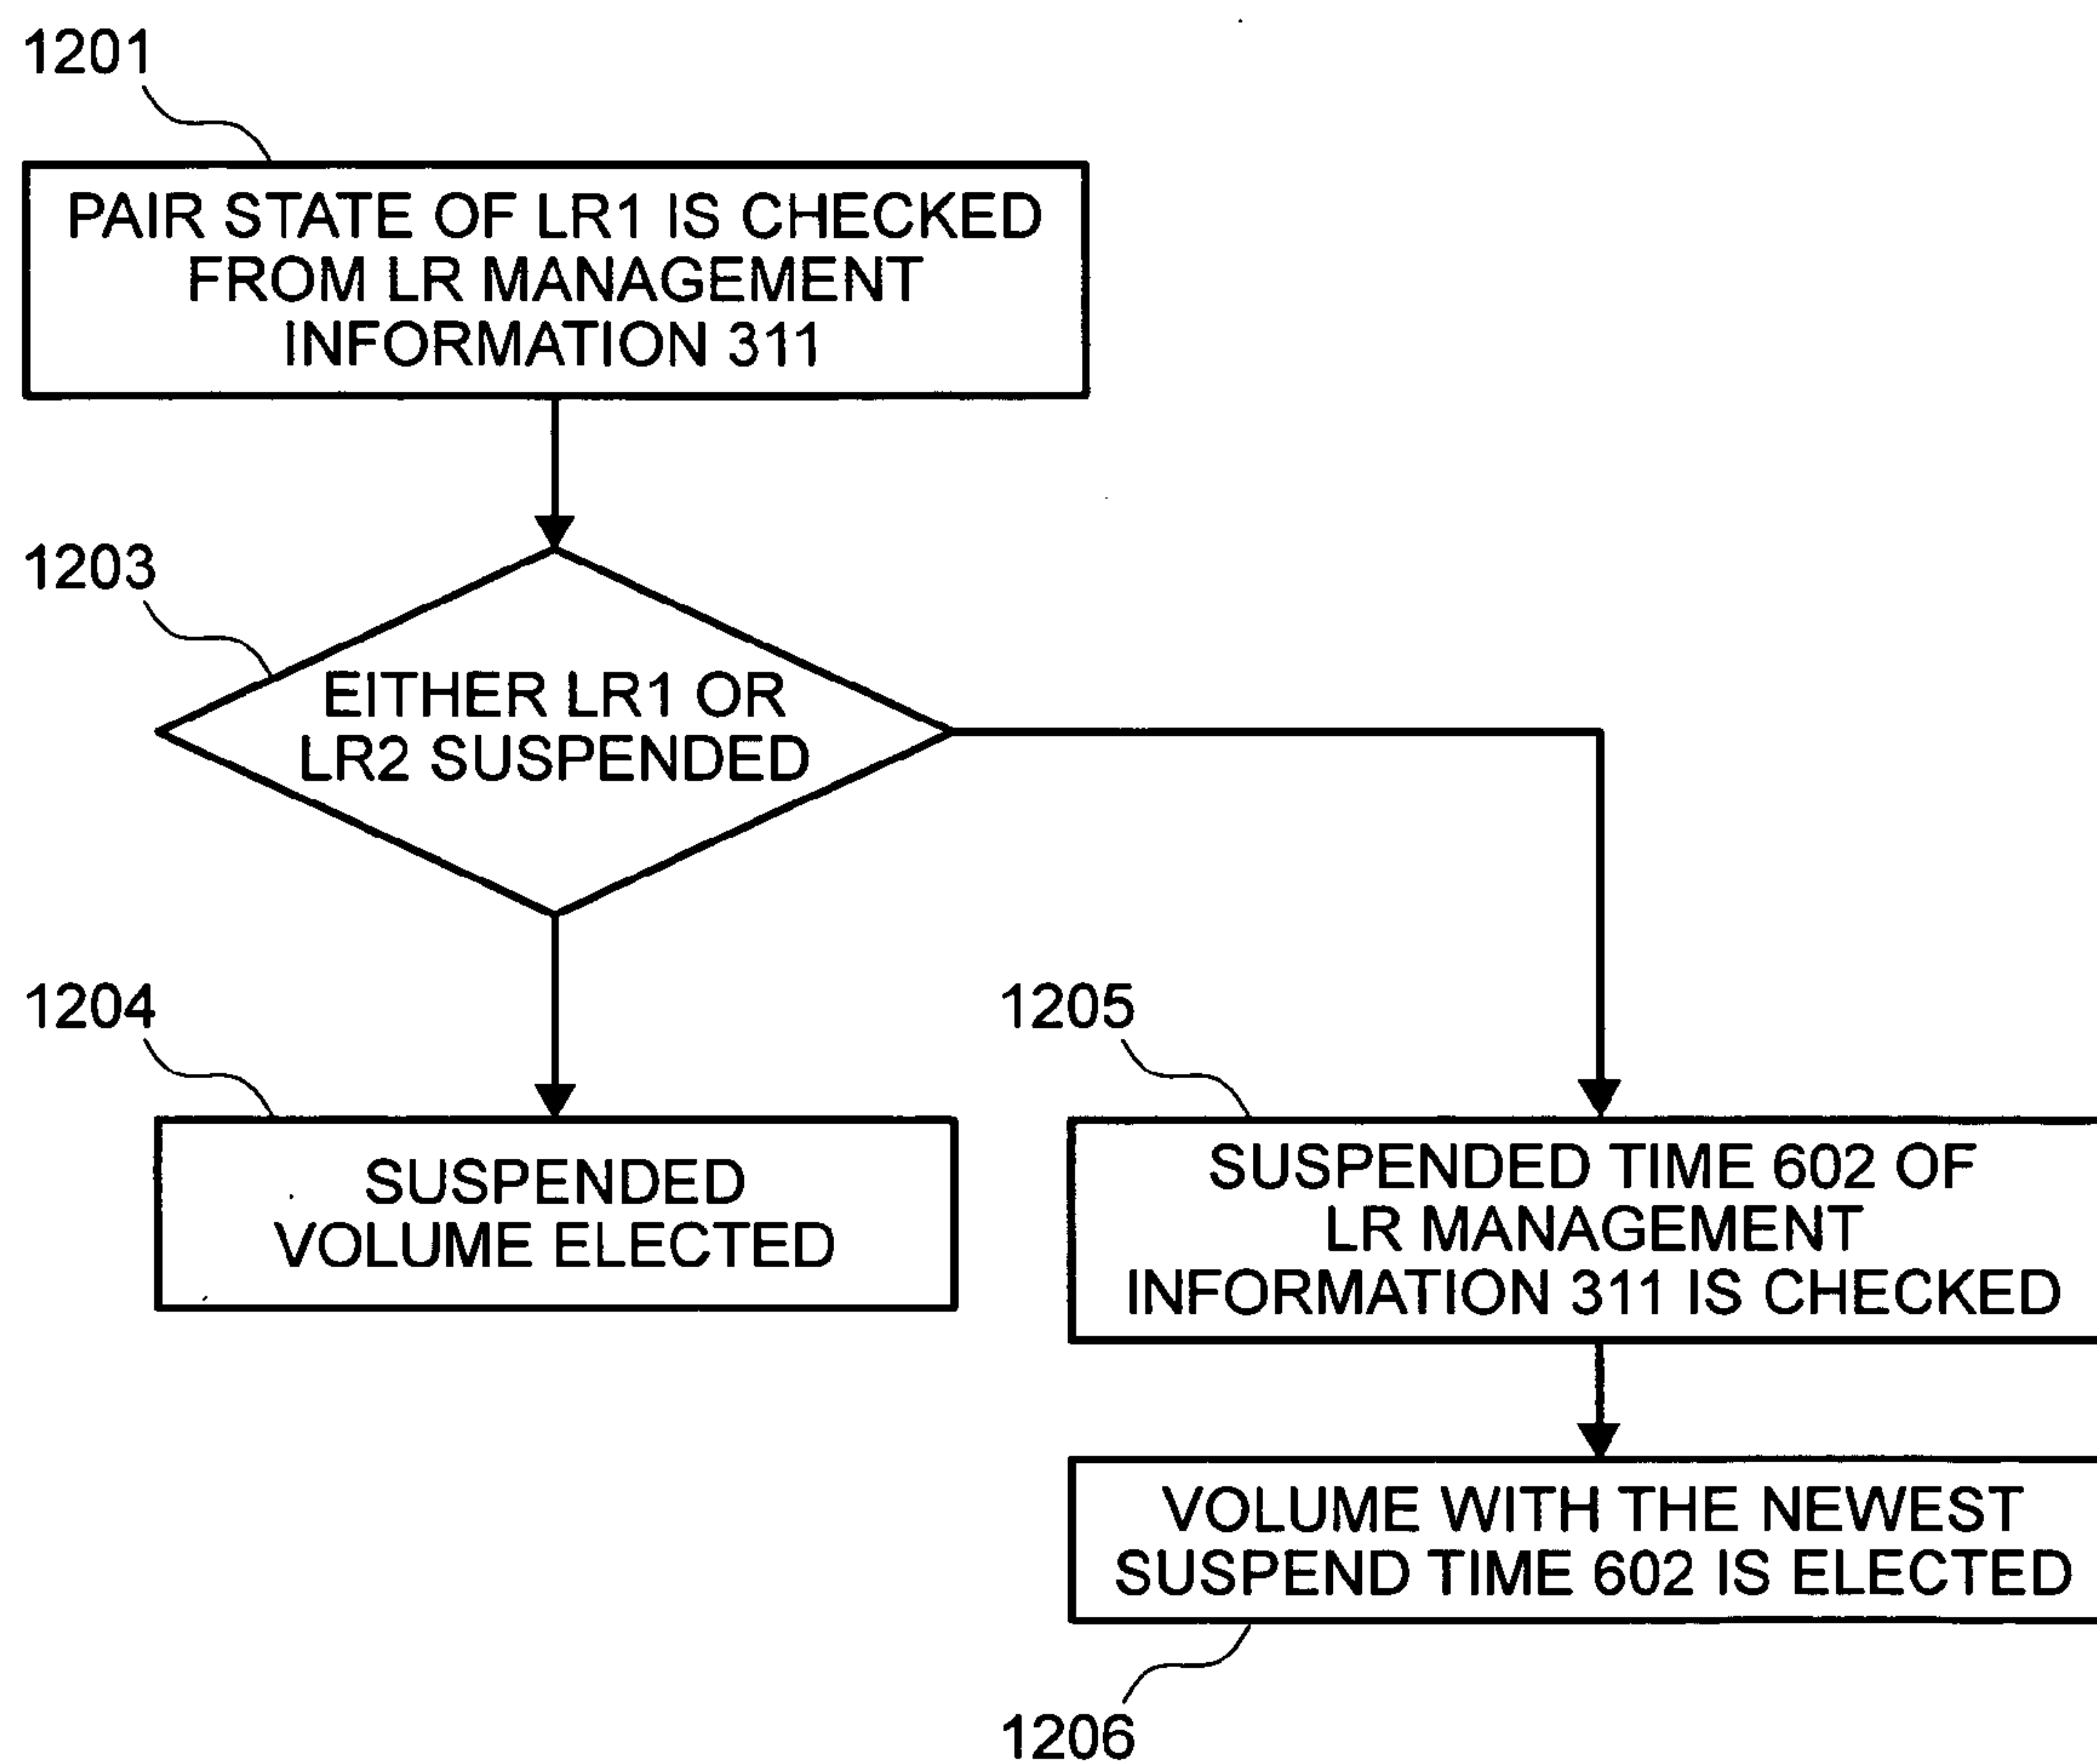 1201
PAIR STATE OF LR1 IS CHECKED
FROM LR MANAGEMENT
INFORMATION 311
1203
EITHER LR1 OR
LR2 SUSPENDED
1204
SUSPENDED
VOLUME ELECTED
1205
SUSPENDED TIME 602 OF
LR MANAGEMENT
INFORMATION 311 IS CHECKED
VOLUME WITH THE NEWEST
SUSPEND TIME 602 IS ELECTED
1206